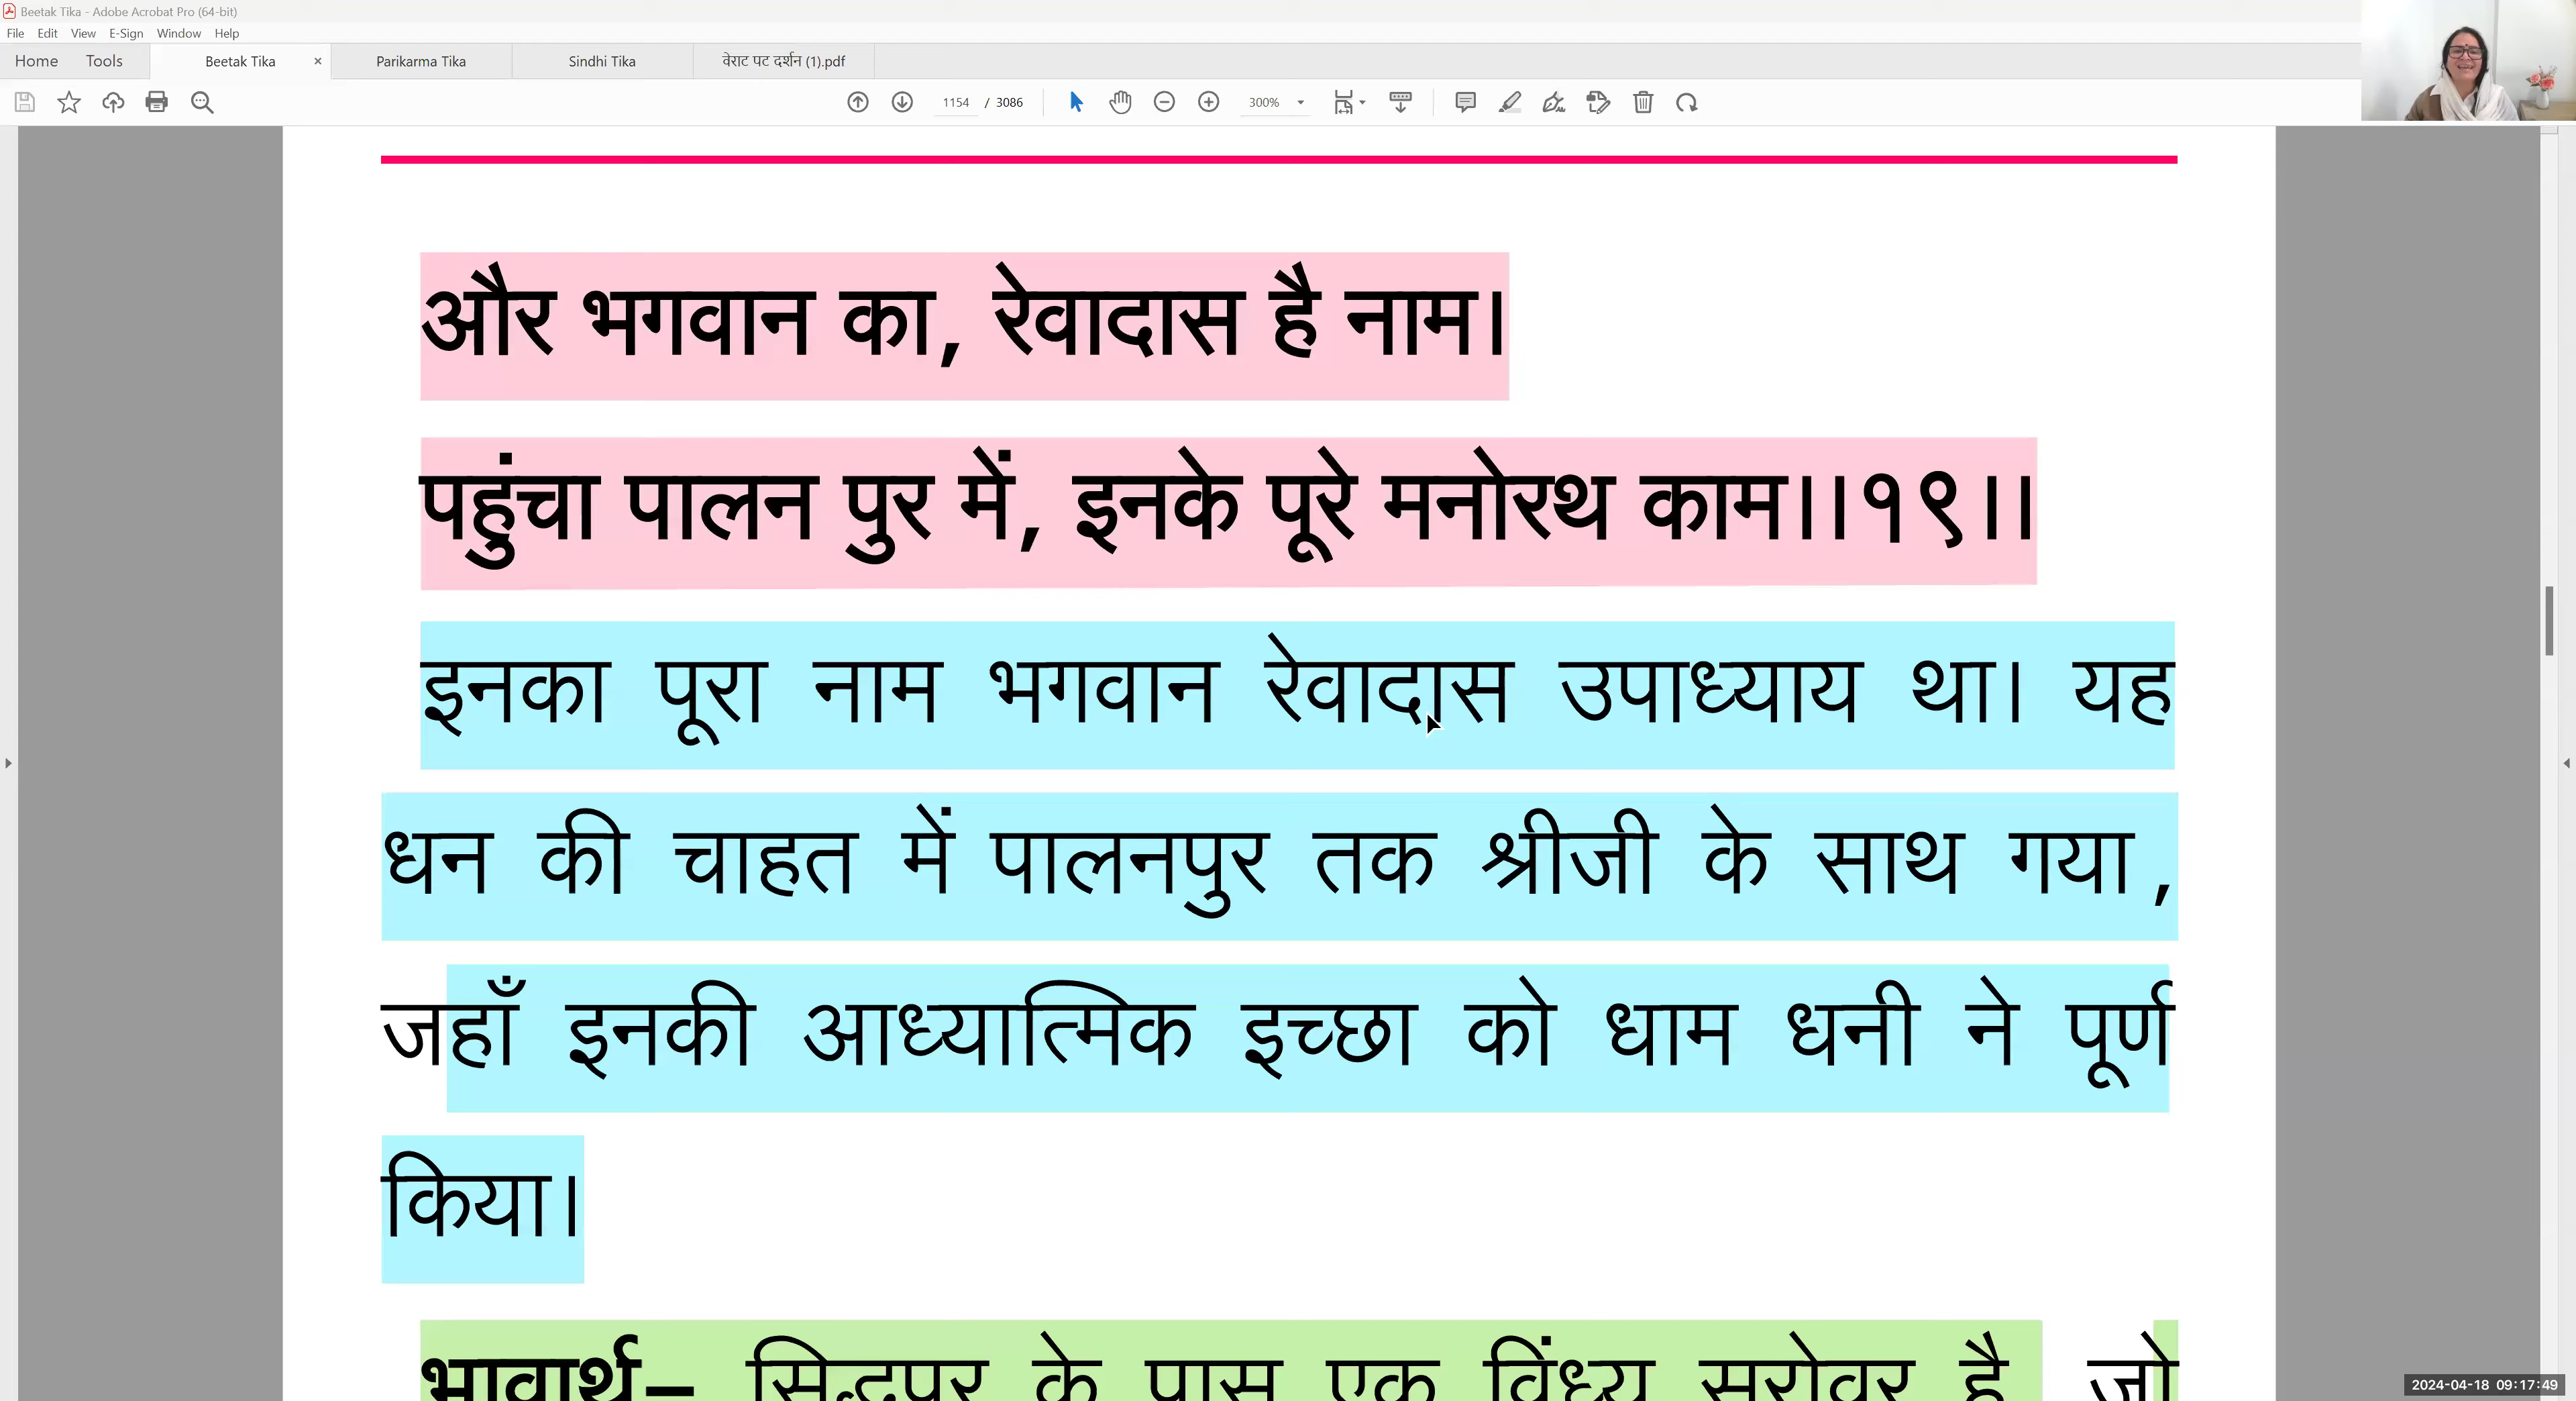 Beetak Tika - Adobe Acrobat Pro (64-bit)
File Edit View E-Sign Window Help
Home Tools Beetak Tika × Parikarma Tika Sindhi Tika वेराट पट दर्शन (1).pdf
1154 / 3086 300%
और भगवान का, रेवादास है नाम।
पहुंचा पालन पुर में, इनके पूरे मनोरथ काम।।१९।।
इनका पूरा नाम भगवान रेवादास उपाध्याय था। यह
धन की चाहत में पालनपुर तक श्रीजी के साथ गया,
जहाँ इनकी आध्यात्मिक इच्छा को धाम धनी ने पूर्ण
किया।
भावार्थ– सिद्धपुर के पास एक विंध्य सरोवर है जो
2024-04-18 09:17:49